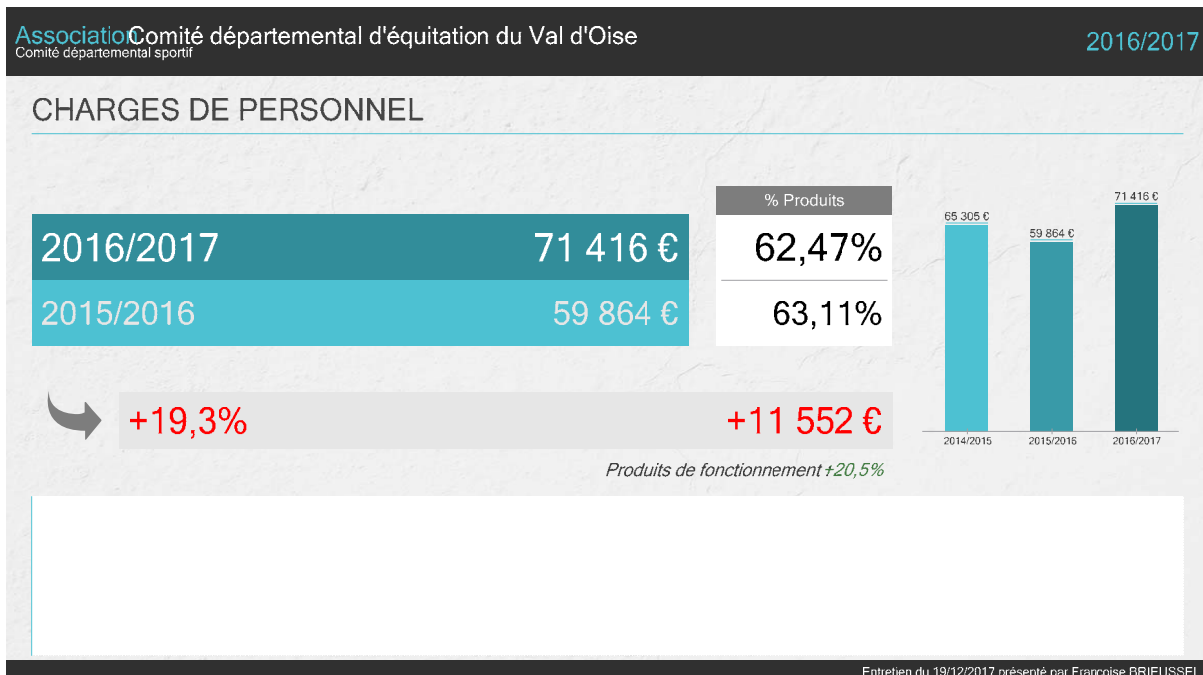 Association Comité départemental d'équitation du Val d'Oise
Comité départemental sportif
2016/2017
CHARGES DE PERSONNEL
% Produits
2016/2017 71 416 € 62,47%
2015/2016 59 864 € 63,11%
65 305 €
59 864 €
71 416 €
2014/2015 2015/2016 2016/2017
+19,3% +11 552 €
Produits de fonctionnement +20,5%
Entretien du 19/12/2017 présenté par Françoise BRIEUSSEL